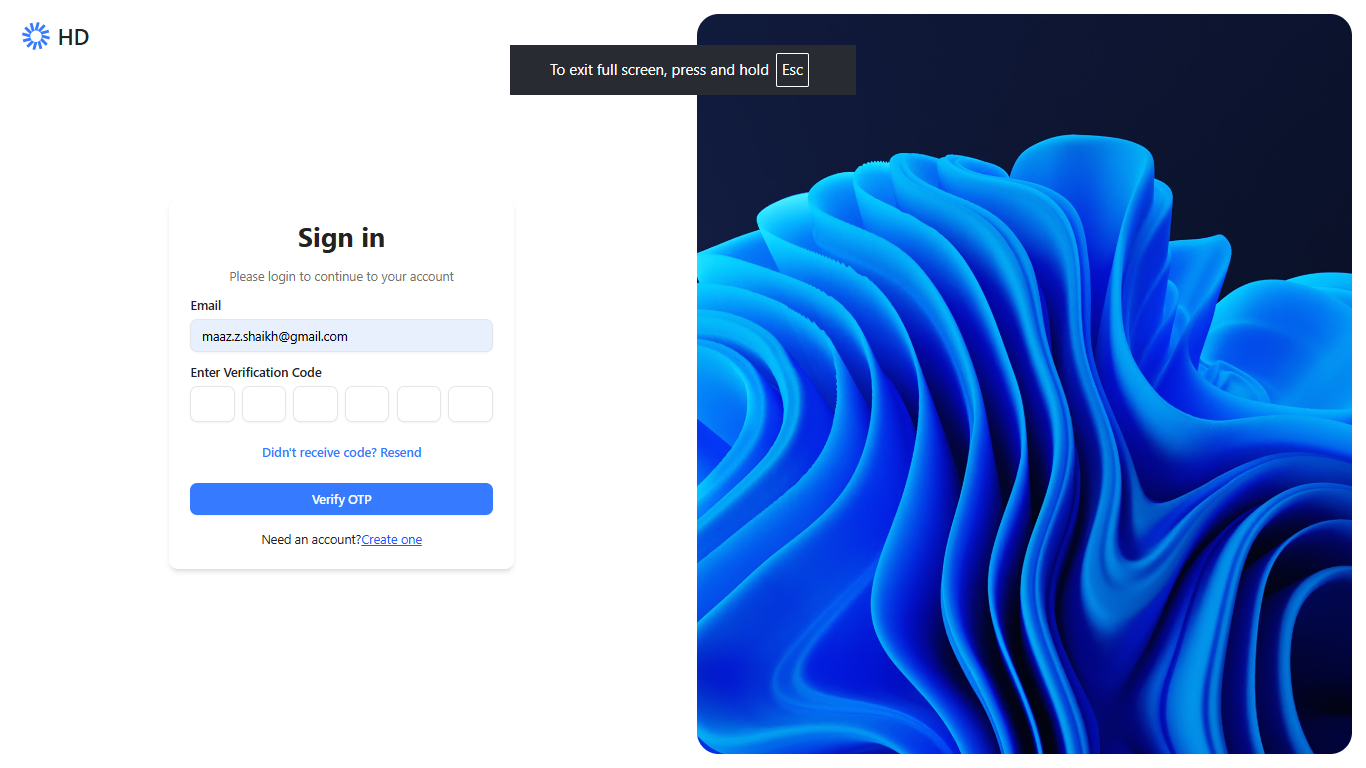 HD
To exit full screen, press and hold Esc
Sign in
Please login to continue to your account
Email
maaz.z.shaikh@gmail.com
Enter Verification Code
Didn't receive code? Resend
Verify OTP
Need an account?Create one